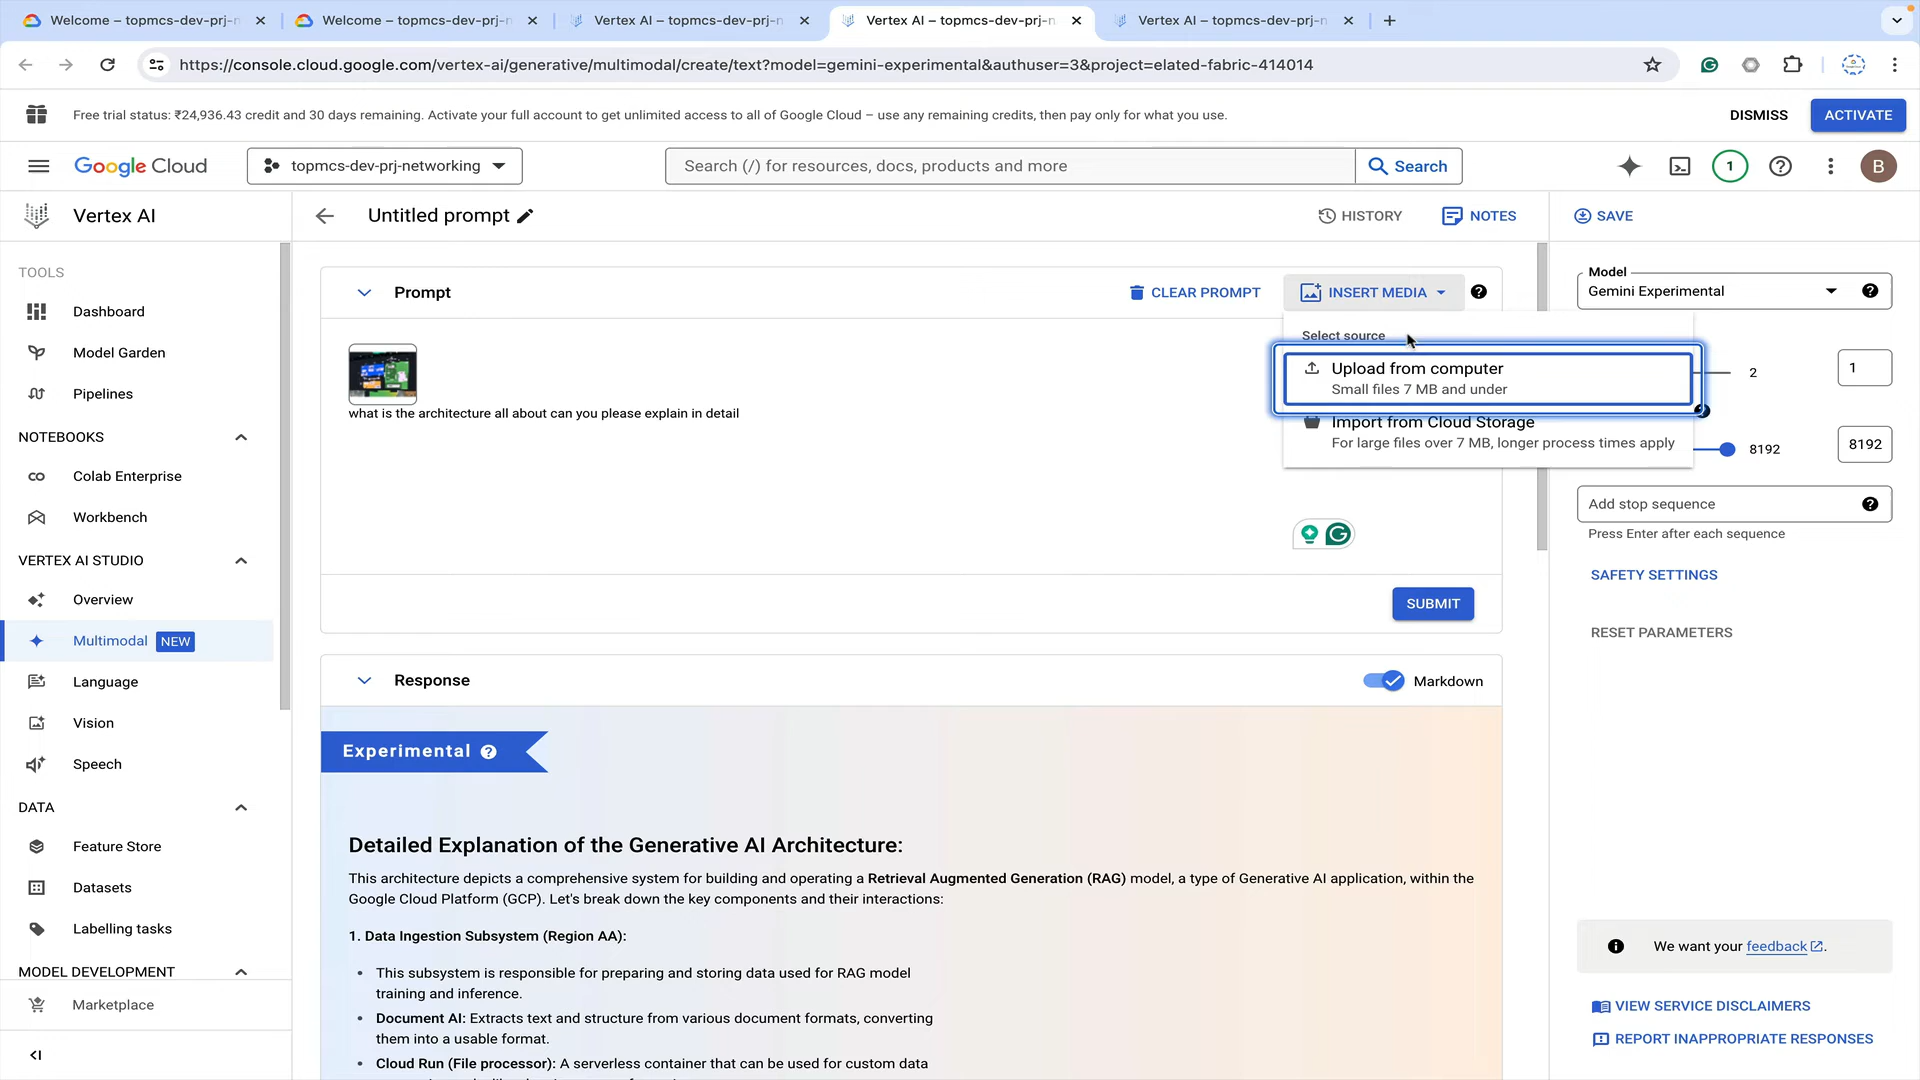 Welcome – topmcs-dev-prj-n
Welcome – topmcs-dev-prj-n
Vertex AI – topmcs-dev-prj-n
Vertex AI – topmcs-dev-prj-n
Vertex AI – topmcs-dev-prj-n
https://console.cloud.google.com/vertex-ai/generative/multimodal/create/text?model=gemini-experimental&authuser=3&project=elated-fabric-414014
Free trial status: ₹24,936.43 credit and 30 days remaining. Activate your full account to get unlimited access to all of Google Cloud – use any remaining credits, then pay only for what you use.
DISMISS
ACTIVATE
Google Cloud
topmcs-dev-prj-networking
Search (/) for resources, docs, products and more
Search
1
B
Vertex AI
Untitled prompt
HISTORY
NOTES
SAVE
TOOLS
Dashboard
Model Garden
Pipelines
NOTEBOOKS
Colab Enterprise
Workbench
VERTEX AI STUDIO
Overview
Multimodal NEW
Language
Vision
Speech
DATA
Feature Store
Datasets
Labelling tasks
MODEL DEVELOPMENT
Marketplace
Prompt
CLEAR PROMPT
INSERT MEDIA
Select source
Upload from computer
Small files 7 MB and under
Import from Cloud Storage
For large files over 7 MB, longer process times apply
what is the architecture all about can you please explain in detail
SUBMIT
Response
Markdown
Experimental
Detailed Explanation of the Generative AI Architecture:
This architecture depicts a comprehensive system for building and operating a Retrieval Augmented Generation (RAG) model, a type of Generative AI application, within the
Google Cloud Platform (GCP). Let's break down the key components and their interactions:
1. Data Ingestion Subsystem (Region AA):
• This subsystem is responsible for preparing and storing data used for RAG model
training and inference.
• Document AI: Extracts text and structure from various document formats, converting
them into a usable format.
• Cloud Run (File processor): A serverless container that can be used for custom data
Model
Gemini Experimental
2
1
8192
8192
Add stop sequence
Press Enter after each sequence
SAFETY SETTINGS
RESET PARAMETERS
We want your feedback.
VIEW SERVICE DISCLAIMERS
REPORT INAPPROPRIATE RESPONSES